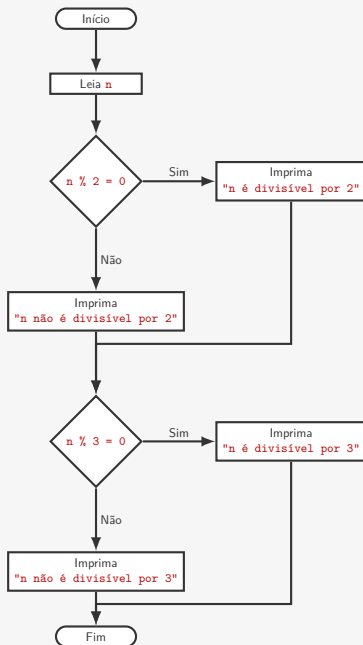 Início
Leia n
n % 2 = 0
Sim
Imprima
"n é divisível por 2"
Não
Imprima
"n não é divisível por 2"
n % 3 = 0
Sim
Imprima
"n é divisível por 3"
Não
Imprima
"n não é divisível por 3"
Fim